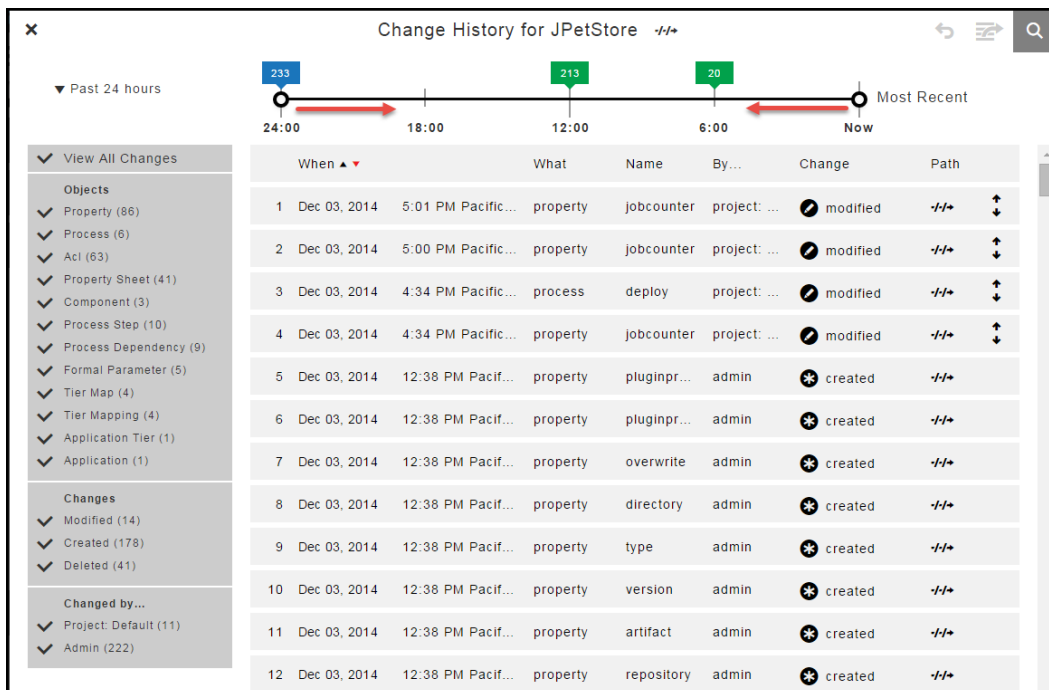 Change History for JPetStore
Past 24 hours
233
213
20
Most Recent
24:00 18:00 12:00 6:00 Now
View All Changes
Objects
Property (86)
Process (6)
Acl (63)
Property Sheet (41)
Component (3)
Process Step (10)
Process Dependency (9)
Formal Parameter (5)
Tier Map (4)
Tier Mapping (4)
Application Tier (1)
Application (1)
Changes
Modified (14)
Created (178)
Deleted (41)
Changed by...
Project: Default (11)
Admin (222)
When What Name By... Change Path
1 Dec 03, 2014 5:01 PM Pacific... property jobcounter project: ... modified
2 Dec 03, 2014 5:00 PM Pacific... property jobcounter project: ... modified
3 Dec 03, 2014 4:34 PM Pacific... process deploy project: ... modified
4 Dec 03, 2014 4:34 PM Pacific... property jobcounter project: ... modified
5 Dec 03, 2014 12:38 PM Pacif... property pluginpr... admin created
6 Dec 03, 2014 12:38 PM Pacif... property pluginpr... admin created
7 Dec 03, 2014 12:38 PM Pacif... property overwrite admin created
8 Dec 03, 2014 12:38 PM Pacif... property directory admin created
9 Dec 03, 2014 12:38 PM Pacif... property type admin created
10 Dec 03, 2014 12:38 PM Pacif... property version admin created
11 Dec 03, 2014 12:38 PM Pacif... property artifact admin created
12 Dec 03, 2014 12:38 PM Pacif... property repository admin created